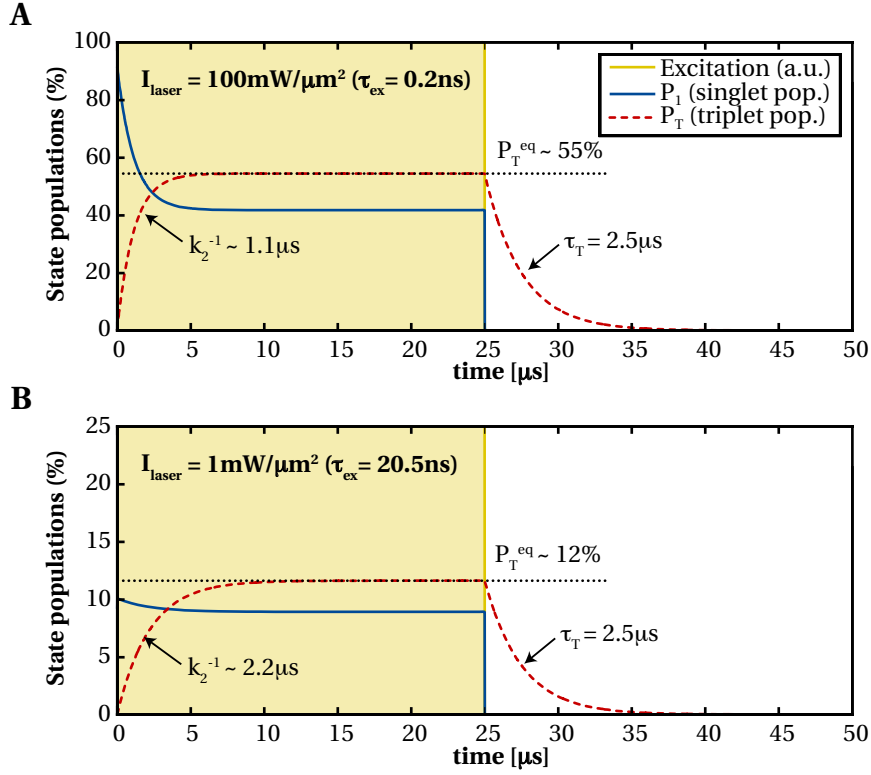 A
I_laser = 100mW/μm² (τ_ex = 0.2ns)
Excitation (a.u.)
P₁ (singlet pop.)
P_T (triplet pop.)
P_T^eq ~ 55%
k₂⁻¹ ~ 1.1μs
τ_T = 2.5μs
State populations (%)
100
80
60
40
20
0
0 5 10 15 20 25 30 35 40 45 50
time [μs]
B
I_laser = 1mW/μm² (τ_ex = 20.5ns)
P_T^eq ~ 12%
k₂⁻¹ ~ 2.2μs
τ_T = 2.5μs
State populations (%)
25
20
15
10
5
0
0 5 10 15 20 25 30 35 40 45 50
time [μs]